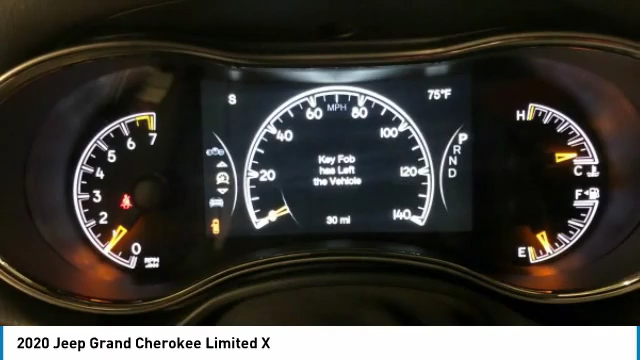 S
75°F
MPH
0
1
2
3
4
5
6
7
20
40
60
80
100
120
140
Key Fob
has Left
the Vehicle
30 mi
P
R
N
D
H
C
F
E
2020 Jeep Grand Cherokee Limited X